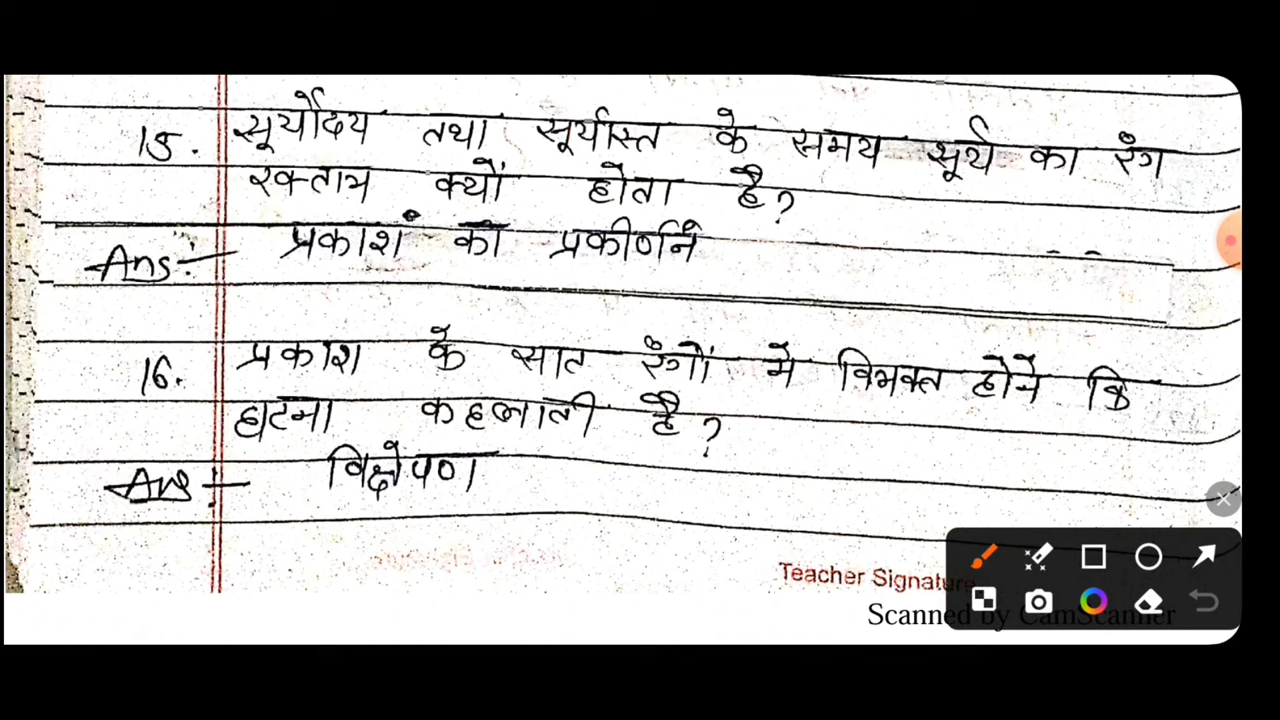 15. सूर्योदय तथा सूर्यास्त के समय सूर्य का रंग
रक्ताभ क्यों होता है?
Ans:- प्रकाशं की प्रकीर्णन
16. प्रकाश के सात रंगों में विभक्त होने कि
घटना कहलाती है?
Ans:- विक्षेपण
Teacher Signature
Scanned by CamScanner